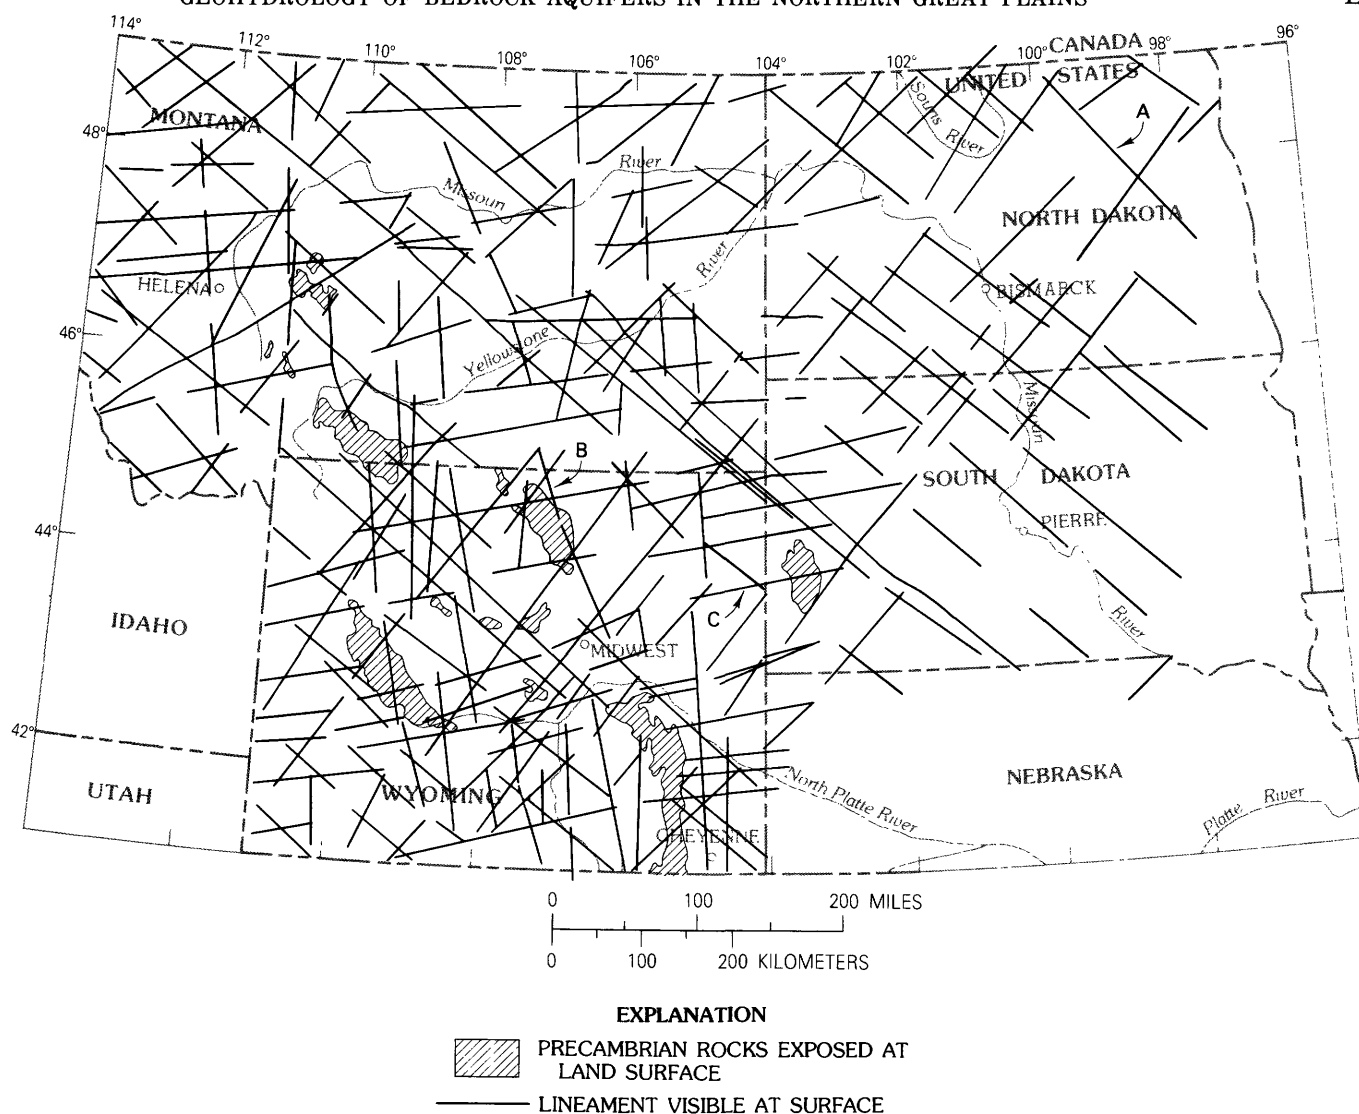 GEOHYDROLOGY OF BEDROCK AQUIFERS IN THE NORTHERN GREAT PLAINS
114°
112°
110°
108°
106°
104°
102°
100°
98°
96°
CANADA
UNITED STATES
MONTANA
48°
Souris River
A
Missouri River
NORTH DAKOTA
River
HELENA
BISMARCK
46°
Yellowstone
Missouri
B
SOUTH DAKOTA
PIERRE
44°
C
IDAHO
MIDWEST
River
42°
UTAH
WYOMING
NEBRASKA
North Platte River
Platte River
CHEYENNE
0 100 200 MILES
0 100 200 KILOMETERS
EXPLANATION
PRECAMBRIAN ROCKS EXPOSED AT
LAND SURFACE
LINEAMENT VISIBLE AT SURFACE